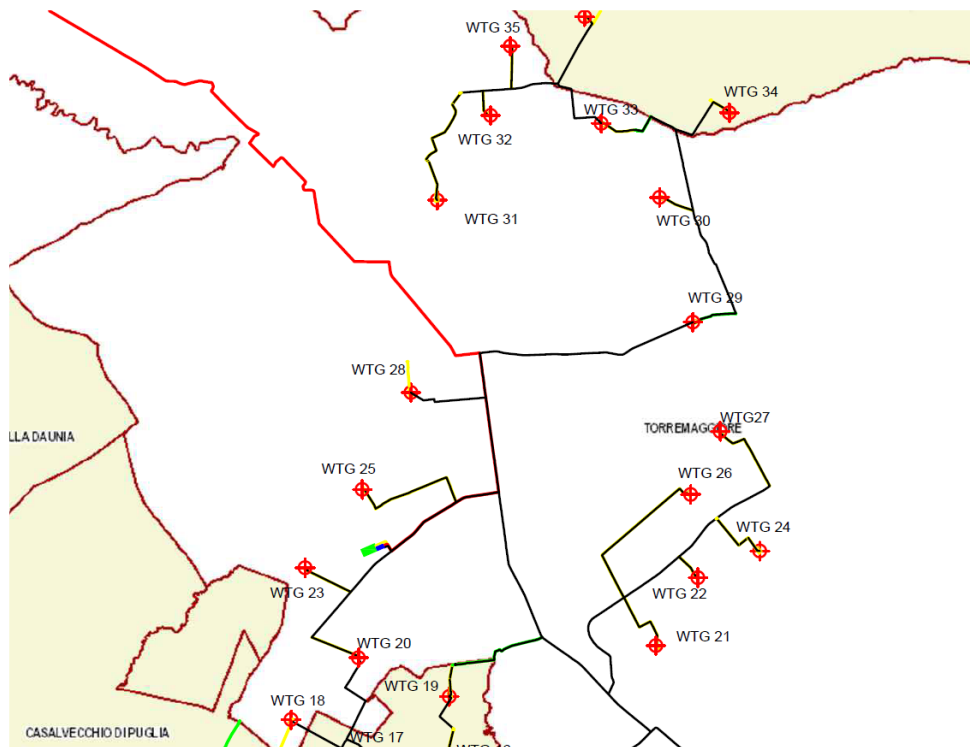 WTG 35
WTG 34
WTG 33
WTG 32
WTG 31
WTG 30
WTG 29
WTG 28
WTG27
TORREMAGGIORE
LLA DAUNIA
WTG 25
WTG 26
WTG 24
WTG 23
WTG 22
WTG 21
WTG 20
WTG 19
WTG 18
CASALVECCHIO DI PUGLIA
WTG 17